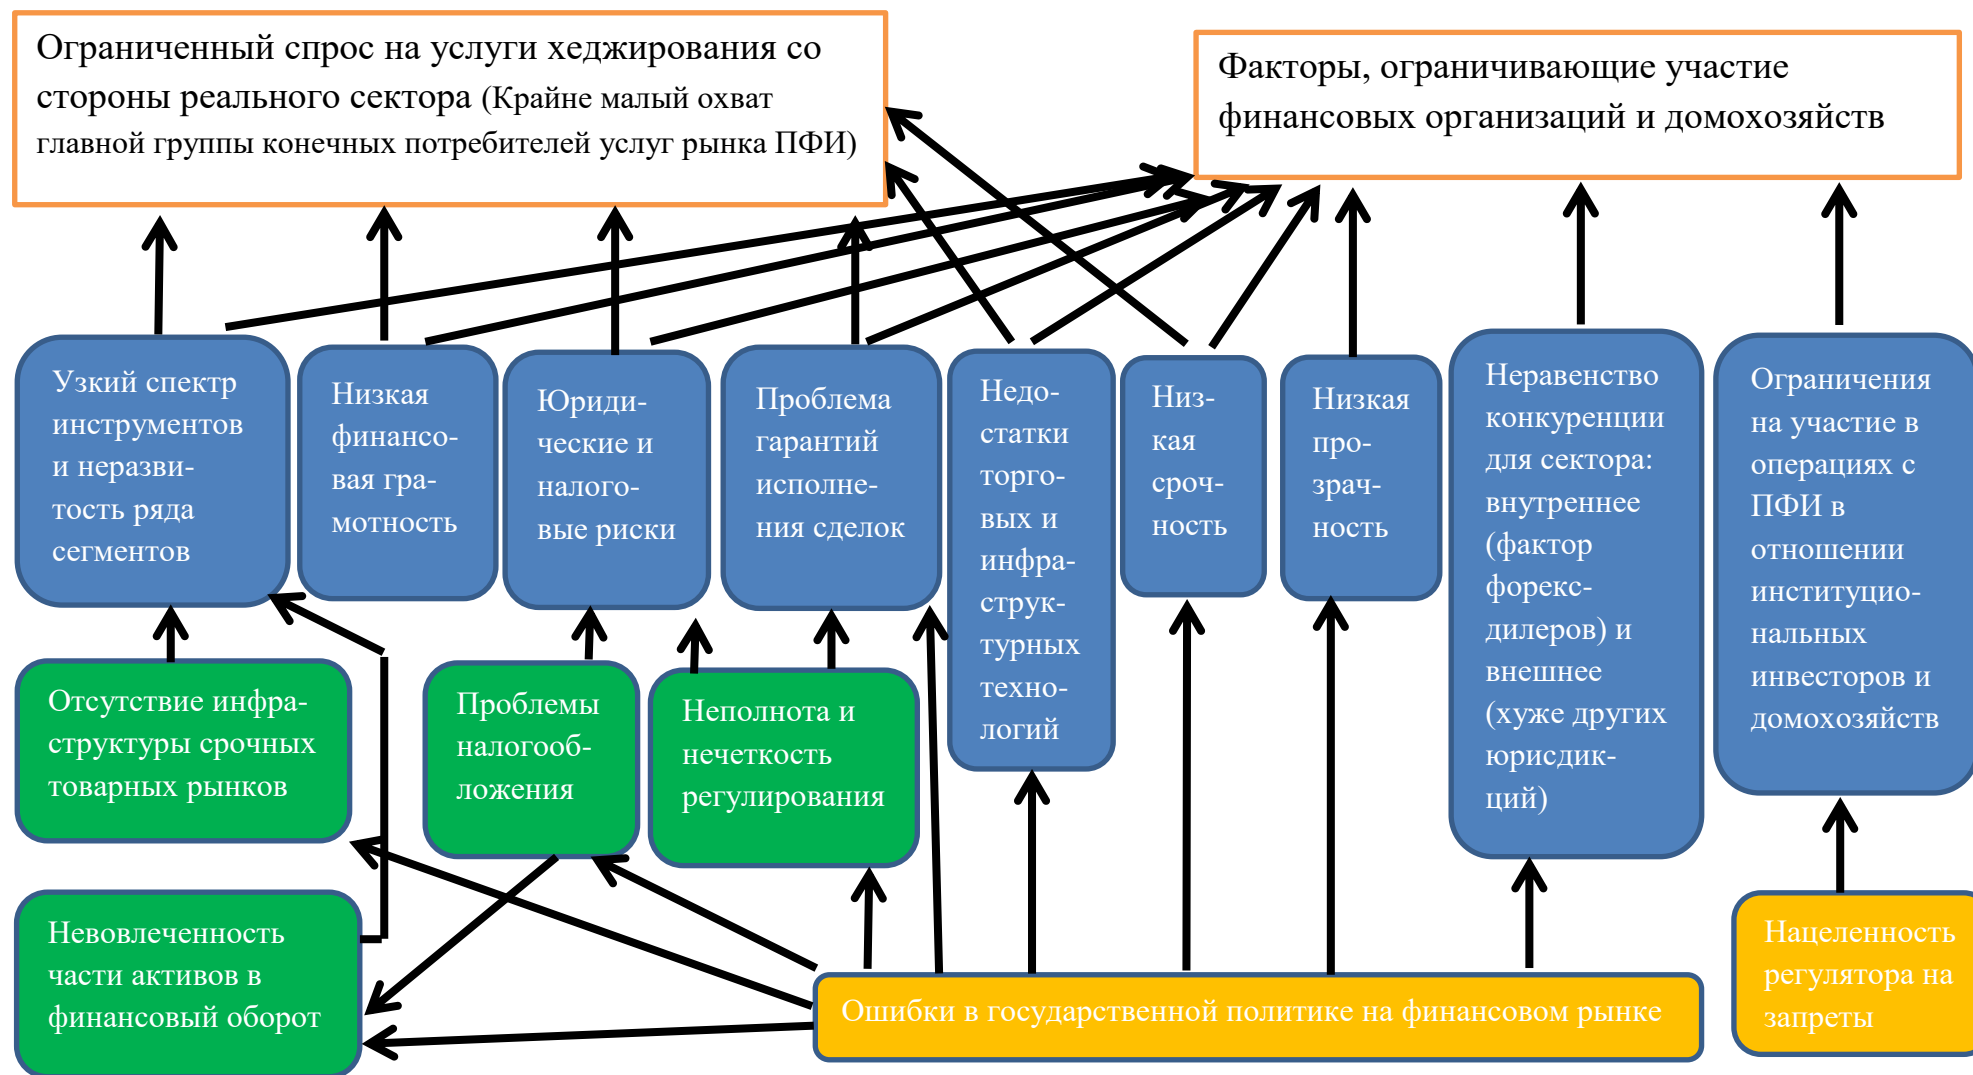 Ограниченный спрос на услуги хеджирования со
стороны реального сектора (Крайне малый охват
главной группы конечных потребителей услуг рынка ПФИ)
Факторы, ограничивающие участие
финансовых организаций и домохозяйств
Узкий спектр
инструментов
и неразви-
тость ряда
сегментов
Низкая
финансо-
вая гра-
мотность
Юриди-
ческие и
налого-
вые риски
Проблема
гарантий
исполне-
ния сделок
Недо-
статки
торго-
вых и
инфра-
струк-
турных
техно-
логий
Низ-
кая
сроч-
ность
Низкая
про-
зрач-
ность
Неравенство
конкуренции
для сектора:
внутреннее
(фактор
форекс-
дилеров) и
внешнее
(хуже других
юрисдик-
ций)
Ограничения
на участие в
операциях с
ПФИ в
отношении
институцио-
нальных
инвесторов и
домохозяйств
Отсутствие инфра-
структуры срочных
товарных рынков
Проблемы
налогооб-
ложения
Неполнота и
нечеткость
регулирования
Невовлеченность
части активов в
финансовый оборот
Ошибки в государственной политике на финансовом рынке
Нацеленность
регулятора на
запреты